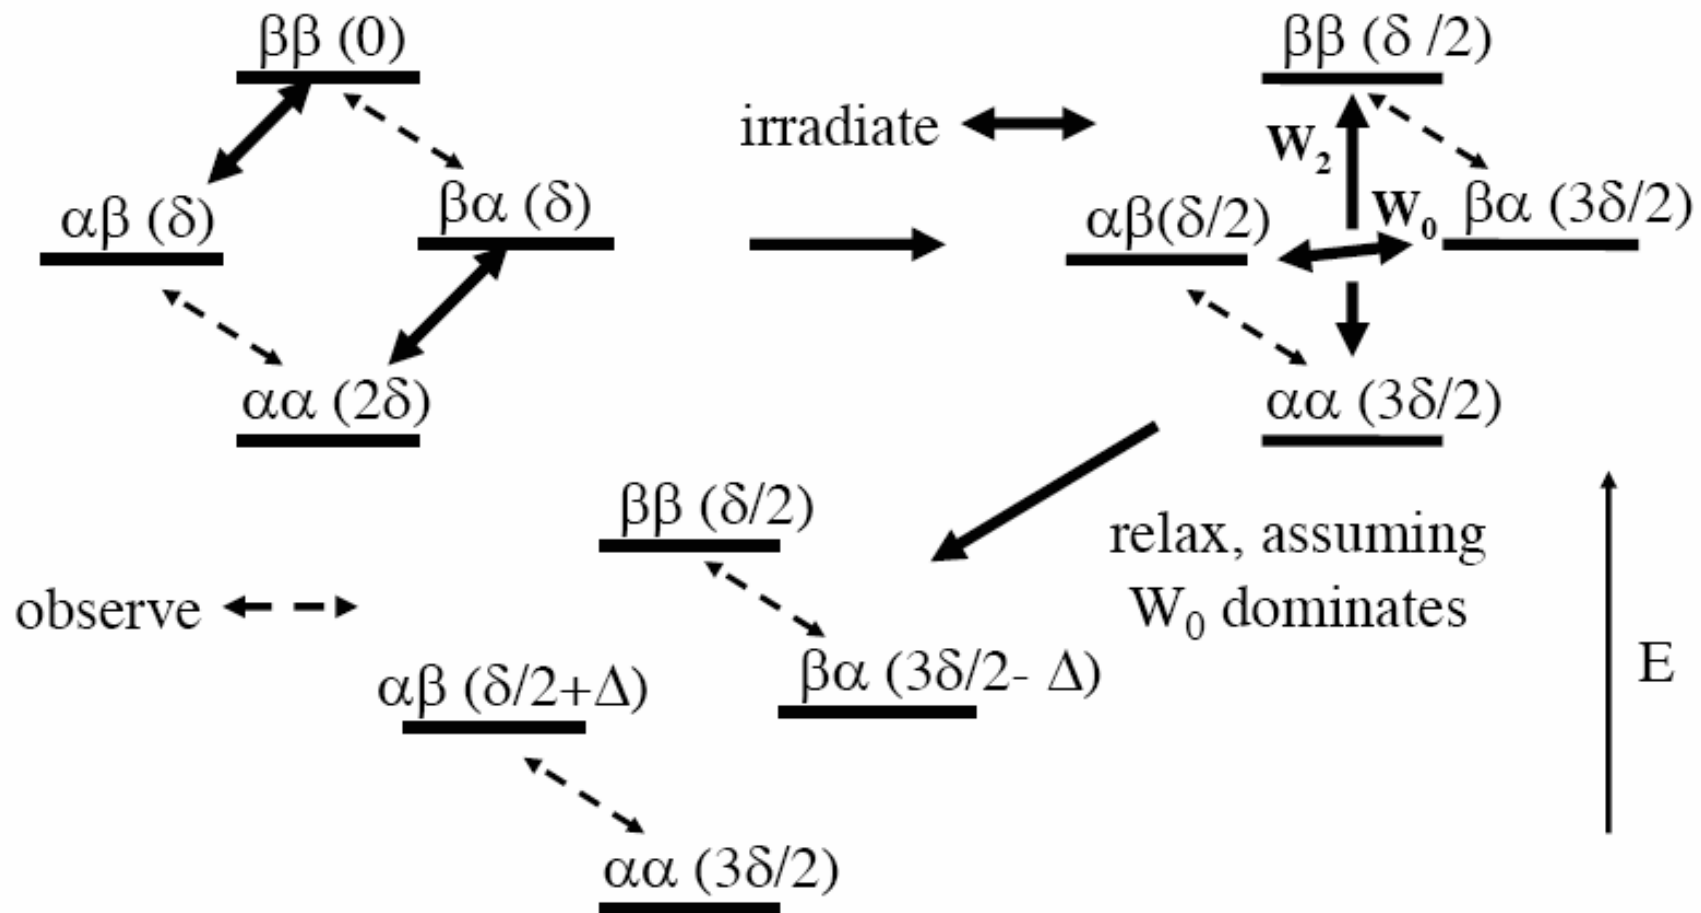 ββ (0)
αβ (δ)
βα (δ)
αα (2δ)
irradiate
ββ (δ /2)
W₂
W₀
αβ(δ/2)
βα (3δ/2)
αα (3δ/2)
relax, assuming
W₀ dominates
E
observe
ββ (δ/2)
αβ (δ/2+Δ)
βα (3δ/2- Δ)
αα (3δ/2)